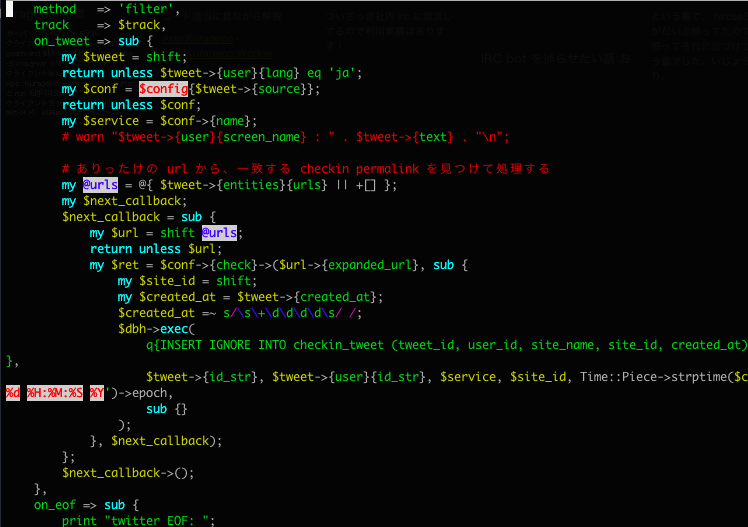 method   => 'filter',
track    => $track,
on_tweet => sub {
my $tweet = shift;
return unless $tweet->{user}{lang} eq 'ja';
my $conf = $config{$tweet->{source}};
return unless $conf;
my $service = $conf->{name};
# warn "$tweet->{user}{screen_name} : " . $tweet->{text} . "\n";
# ありったけの url から、一致する checkin permalink を見つけて処理する
my @urls = @{ $tweet->{entities}{urls} || +[] };
my $next_callback;
$next_callback = sub {
my $url = shift @urls;
return unless $url;
my $ret = $conf->{check}->($url->{expanded_url}, sub {
my $site_id = shift;
my $created_at = $tweet->{created_at};
$created_at =~ s/\s\+\d\d\d\d\s/ /;
$dbh->exec(
q{INSERT IGNORE INTO checkin_tweet (tweet_id, user_id, site_name, site_id, created_at)
},
$tweet->{id_str}, $tweet->{user}{id_str}, $service, $site_id, Time::Piece->strptime($c
%d %H:%M:%S %Y')->epoch,
sub {}
);
}, $next_callback);
};
$next_callback->();
},
on_eof => sub {
print "twitter EOF: ";